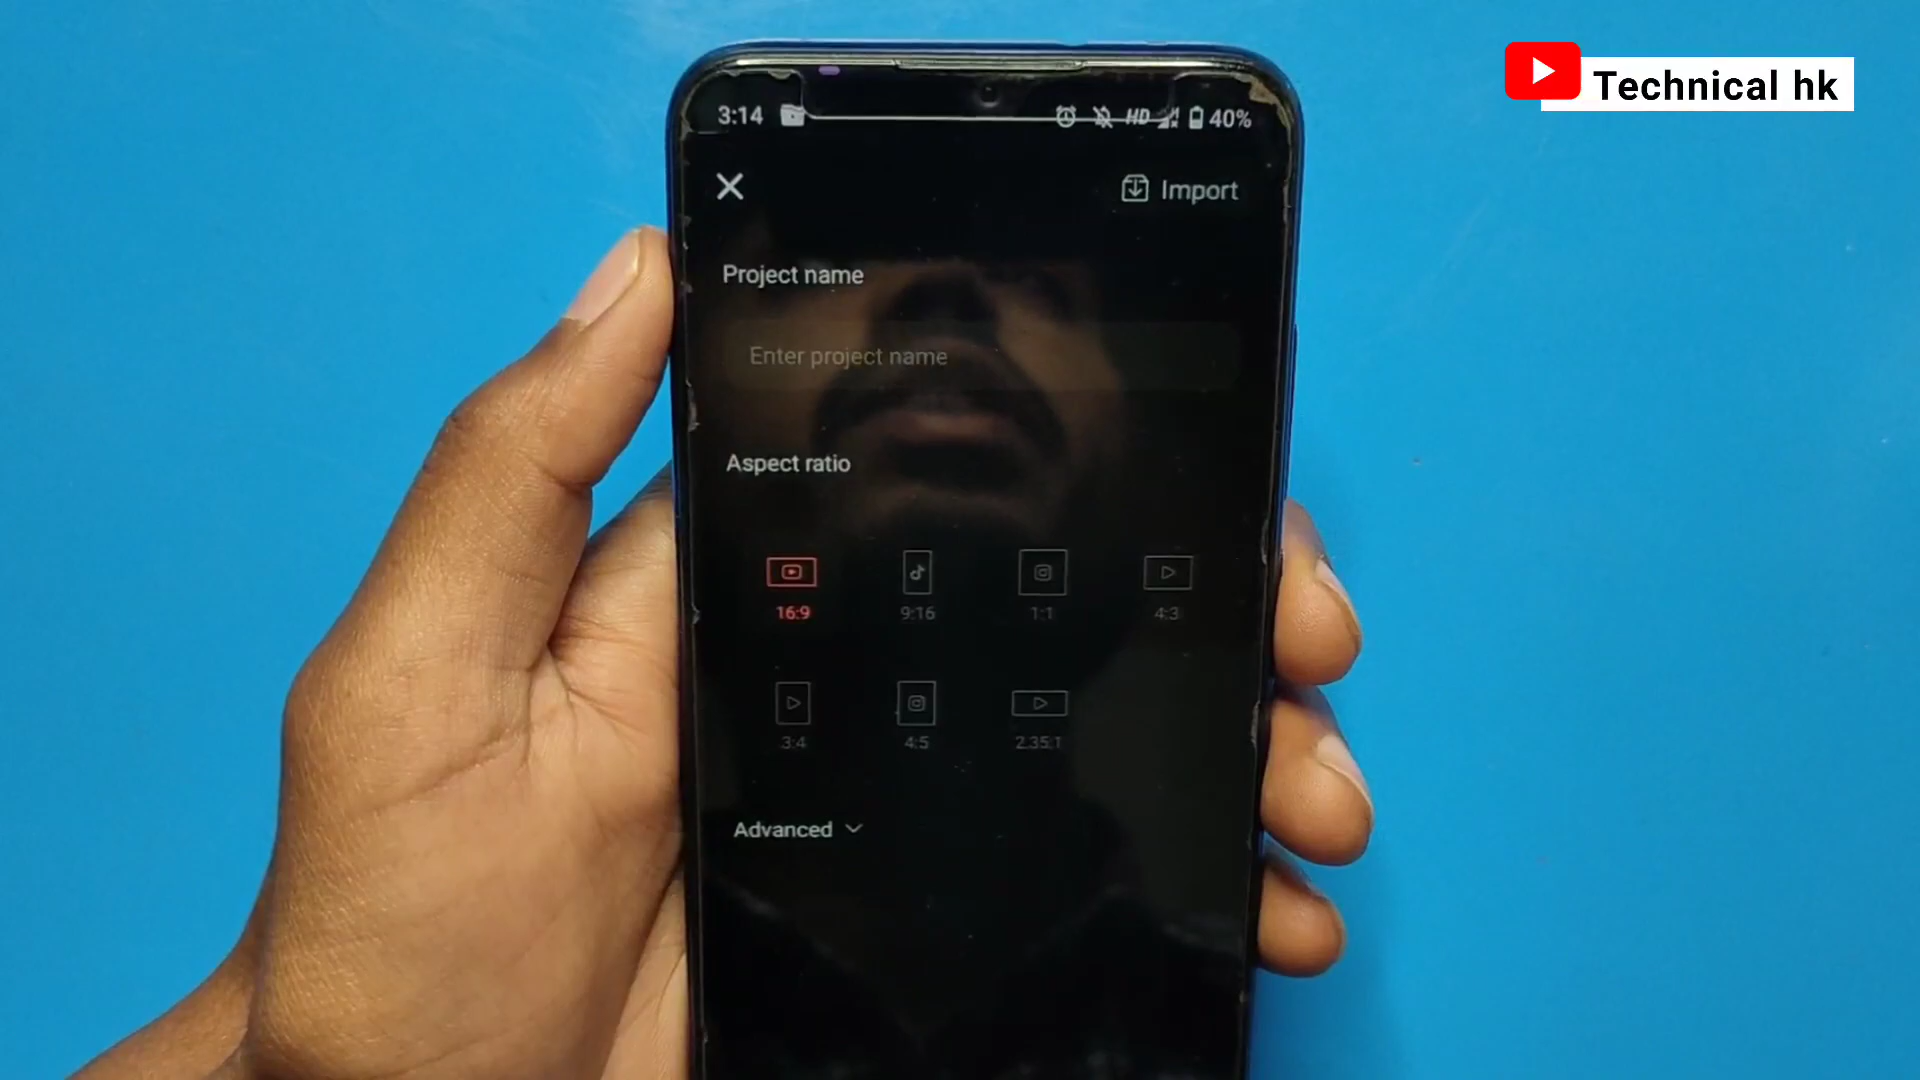 Technical hk
3:14 HD 40%
Import
Project name
Enter project name
Aspect ratio
16:9 9:16 1:1 4:3
3:4 4:5 2.35:1
Advanced